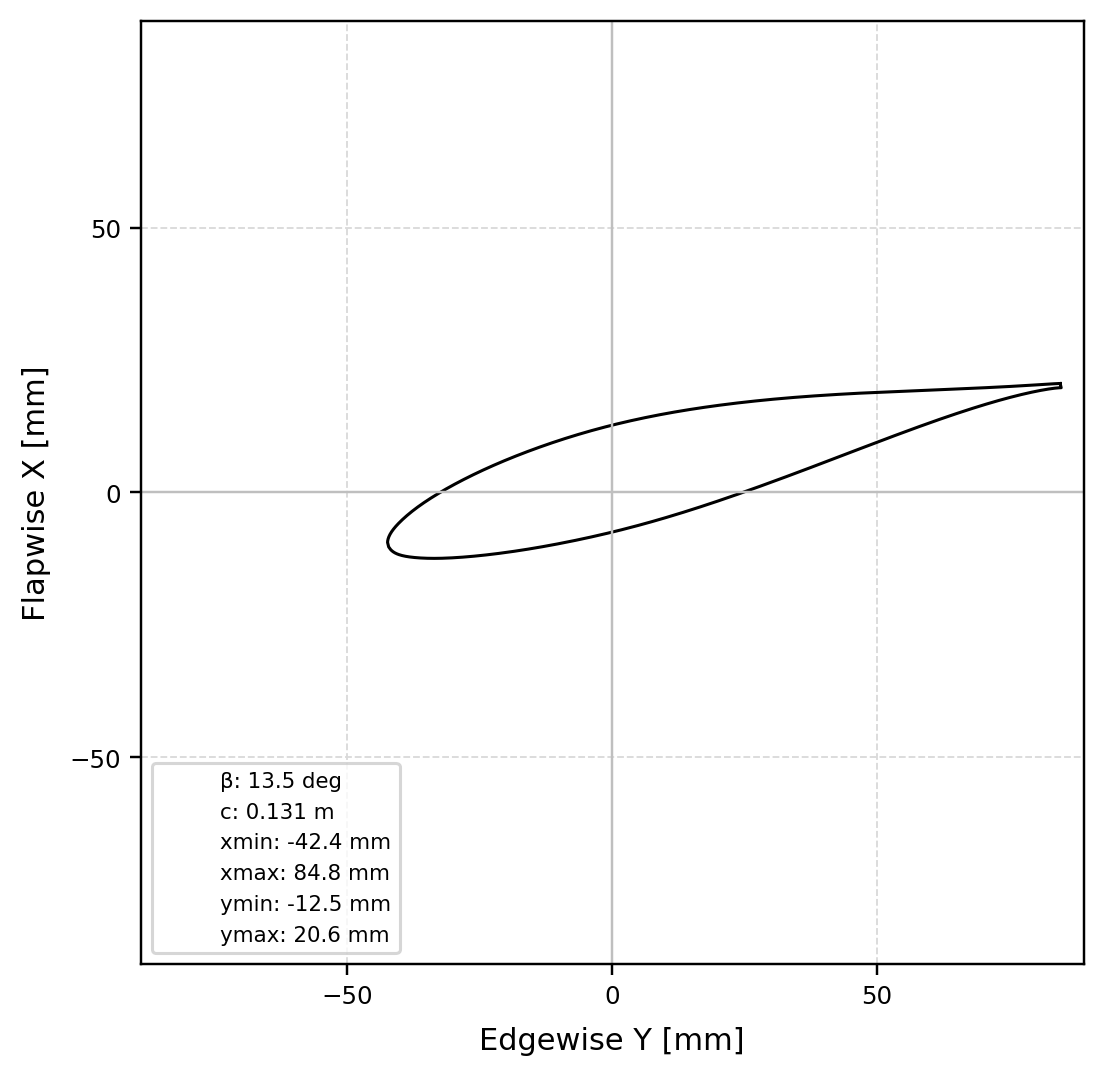 Flapwise X [mm]
50
0
−50
β: 13.5 deg
c: 0.131 m
xmin: -42.4 mm
xmax: 84.8 mm
ymin: -12.5 mm
ymax: 20.6 mm
−50
0
50
Edgewise Y [mm]